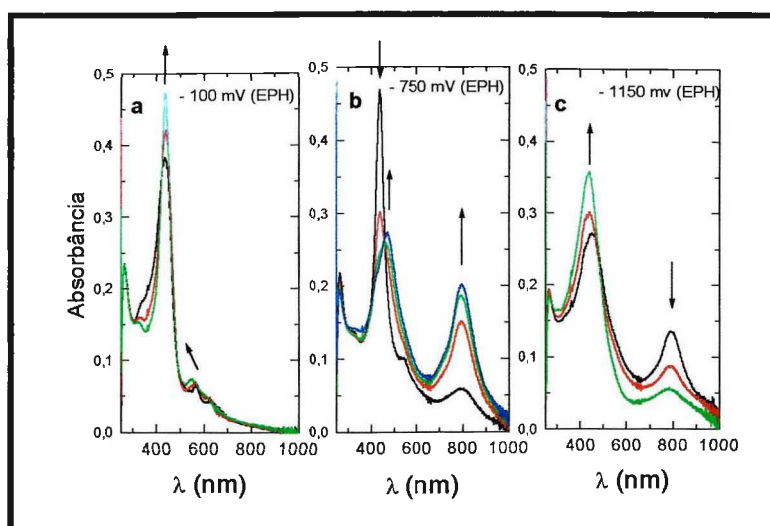 a
- 100 mV (EPH)
b
- 750 mV (EPH)
c
- 1150 mv (EPH)
Absorbância
0,5
0,4
0,3
0,2
0,1
0,0
400 600 800 1000
λ (nm)
0,5
0,4
0,3
0,2
0,1
0,0
400 600 800 1000
λ (nm)
0,5
0,4
0,3
0,2
0,1
0,0
400 600 800 1000
λ (nm)